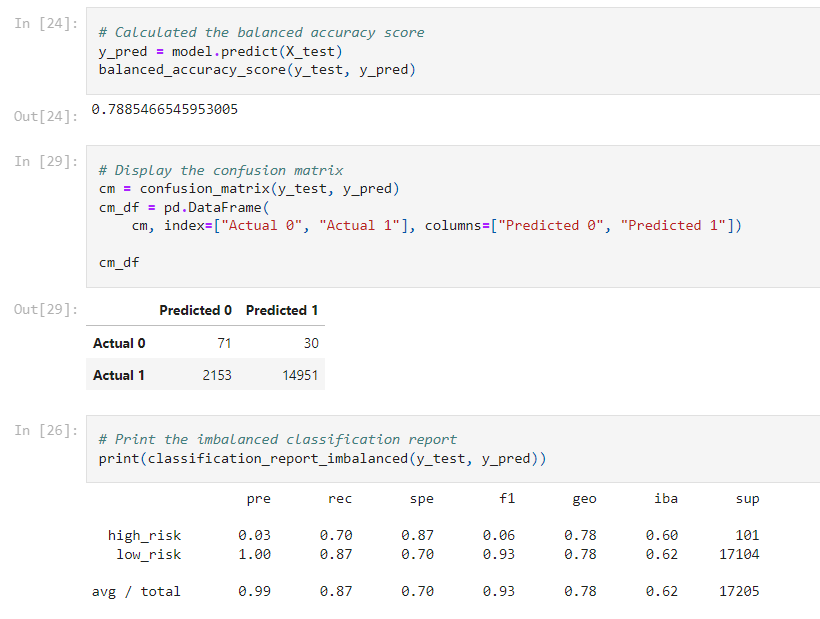 In [24]:
# Calculated the balanced accuracy score
y_pred = model.predict(X_test)
balanced_accuracy_score(y_test, y_pred)
Out[24]: 0.7885466545953005
In [29]:
# Display the confusion matrix
cm = confusion_matrix(y_test, y_pred)
cm_df = pd.DataFrame(
    cm, index=["Actual 0", "Actual 1"], columns=["Predicted 0", "Predicted 1"])
cm_df
Out[29]:
Predicted 0 Predicted 1
Actual 0 71 30
Actual 1 2153 14951
In [26]:
# Print the imbalanced classification report
print(classification_report_imbalanced(y_test, y_pred))
pre rec spe f1 geo iba sup
high_risk 0.03 0.70 0.87 0.06 0.78 0.60 101
low_risk 1.00 0.87 0.70 0.93 0.78 0.62 17104
avg / total 0.99 0.87 0.70 0.93 0.78 0.62 17205